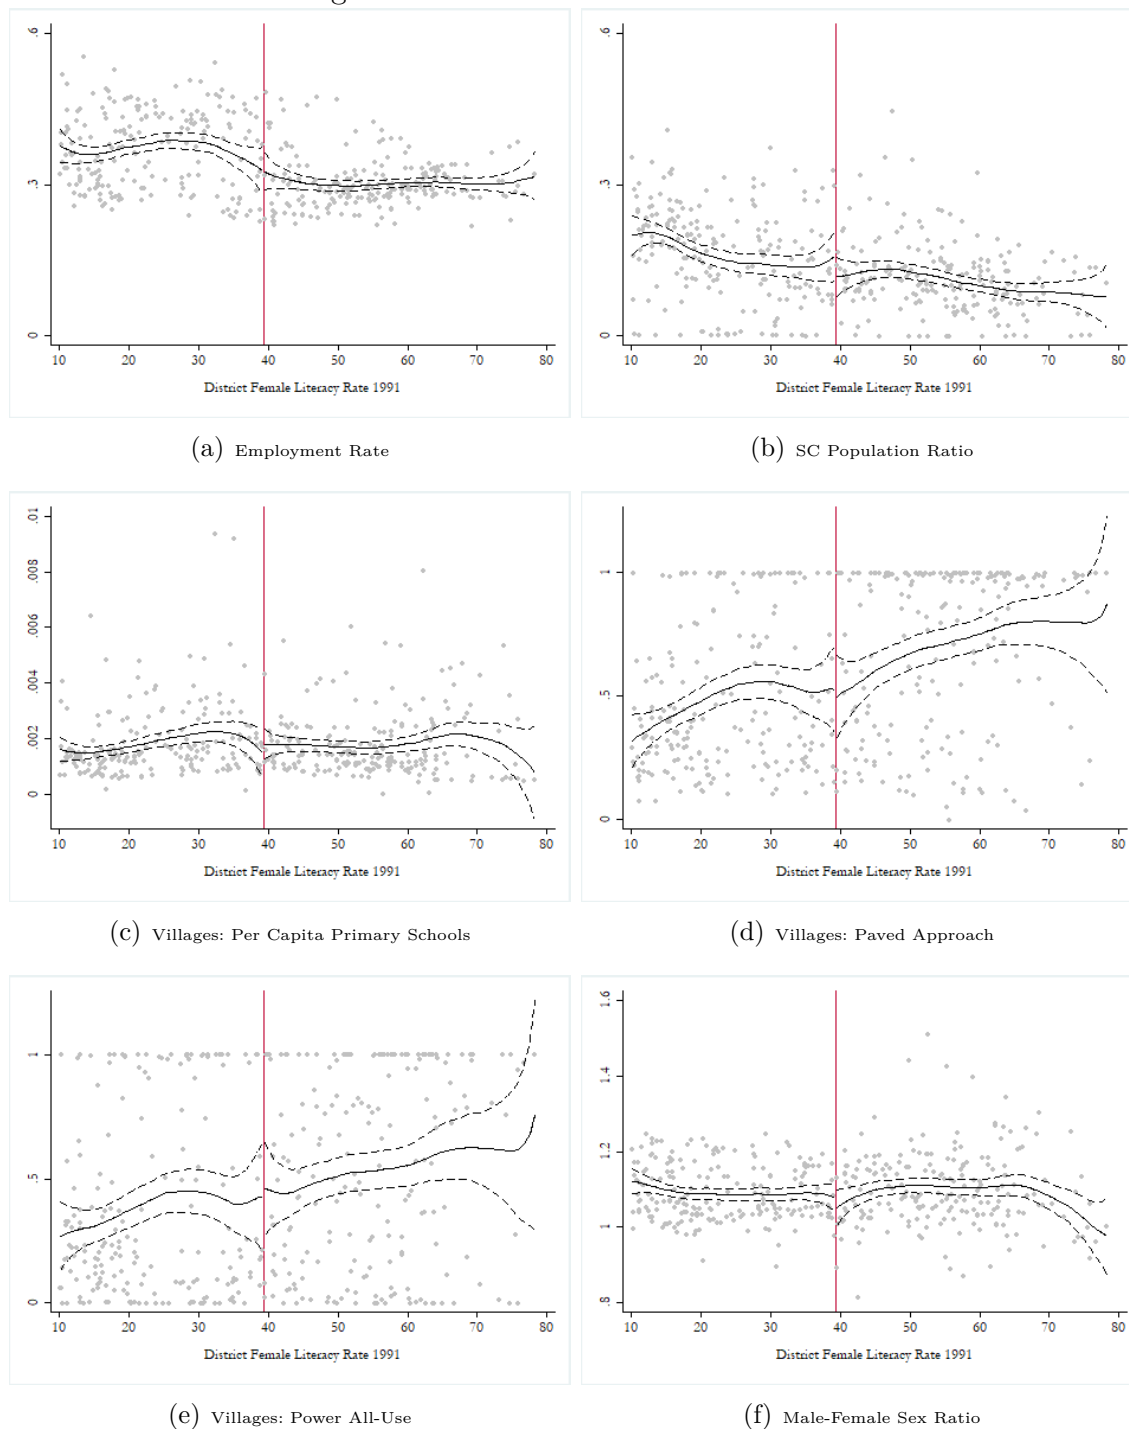 .6
.3
0
10 20 30 40 50 60 70 80
District Female Literacy Rate 1991
(a) Employment Rate
.6
.3
0
10 20 30 40 50 60 70 80
District Female Literacy Rate 1991
(b) SC Population Ratio
.01
.008
.006
.004
.002
0
10 20 30 40 50 60 70 80
District Female Literacy Rate 1991
(c) Villages: Per Capita Primary Schools
1
.5
0
10 20 30 40 50 60 70 80
District Female Literacy Rate 1991
(d) Villages: Paved Approach
1
.5
0
10 20 30 40 50 60 70 80
District Female Literacy Rate 1991
(e) Villages: Power All-Use
1.6
1.4
1.2
1
.8
10 20 30 40 50 60 70 80
District Female Literacy Rate 1991
(f) Male-Female Sex Ratio